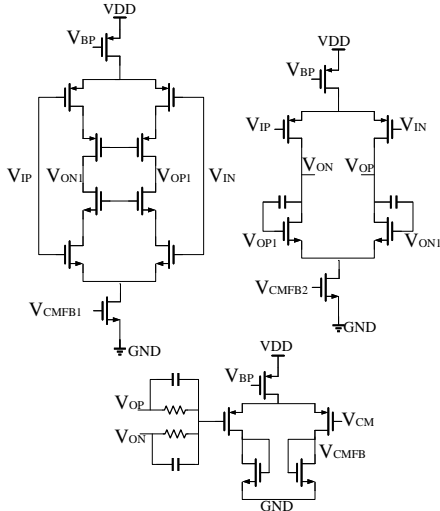 VDD
VBP
VIP
VON1
VOP1
VIN
VCMFB1
GND
VDD
VBP
VIP
VIN
VON
VOP
VOP1
VON1
VCMFB2
GND
VDD
VBP
VOP
VON
VCM
VCMFB
GND